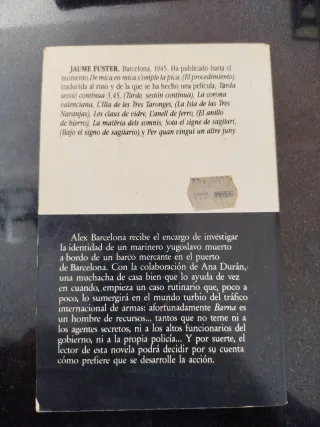 JAUME FUSTER. Barcelona, 1945. Ha publicado hasta el
momento De mica en mica s'omple la pica, (El procedimiento),
traducida al ruso y de la que se ha hecho una película, Tarda
sessió contínua 3,45, (Tarde, sesión contínua), La corona
valenciana, L'Illa de les Tres Taronges, (La Isla de las Tres
Naranjas), Les claus de vidre, L'anell de ferro, (El anillo
de hierro), La matèria dels somnis, Sota el signe de sagitari,
(Bajo el signo de sagitario), y Per quan vingui un altre juny.
Alex Barcelona recibe el encargo de investigar
la identidad de un marinero yugoslavo muerto
a bordo de un barco mercante en el puerto
de Barcelona. Con la colaboración de Ana Durán,
una muchacha de casa bien que lo ayuda de vez
en cuando, empieza un caso rutinario que, poco a
poco, lo sumergirá en el mundo turbio del tráfico
internacional de armas: afortunadamente Barna es
un hombre de recursos... tantos que no teme ni a
los agentes secretos, ni a los altos funcionarios del
gobierno, ni a la propia policía... Y por suerte, el
lector de esta novela podrá decidir por su cuenta
cómo prefiere que se desarrolle la acción.